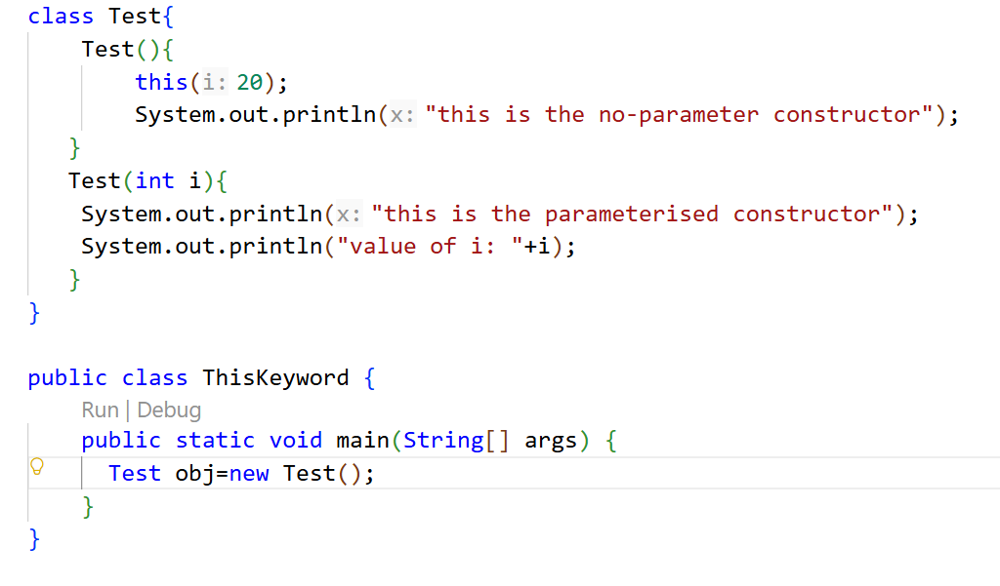 class Test{
Test(){
this(i: 20);
System.out.println(x: "this is the no-parameter constructor");
}
Test(int i){
System.out.println(x: "this is the parameterised constructor");
System.out.println("value of i: "+i);
}
}
public class ThisKeyword {
Run | Debug
public static void main(String[] args) {
Test obj=new Test();
}
}